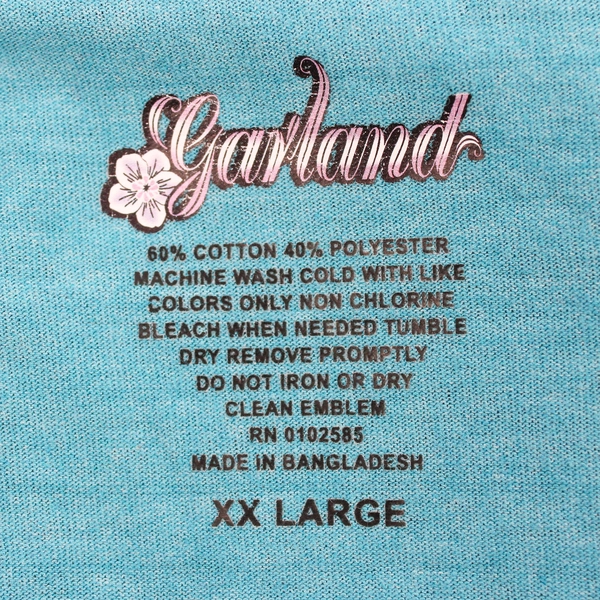 Garland
60% COTTON 40% POLYESTER
MACHINE WASH COLD WITH LIKE
COLORS ONLY NON CHLORINE
BLEACH WHEN NEEDED TUMBLE
DRY REMOVE PROMPTLY
DO NOT IRON OR DRY
CLEAN EMBLEM
RN 0102585
MADE IN BANGLADESH
XX LARGE